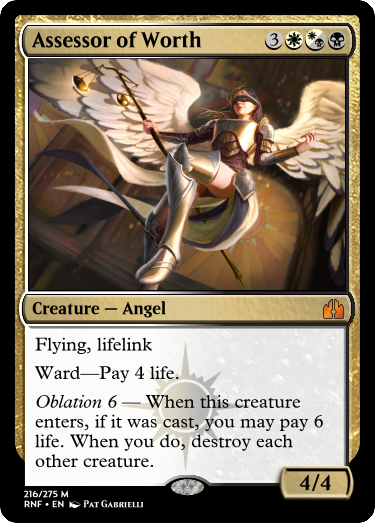 Assessor of Worth 3
Creature — Angel
Flying, lifelink
Ward—Pay 4 life.
Oblation 6 — When this creature
enters, if it was cast, you may pay 6
life. When you do, destroy each
other creature.
4/4
216/275 M
RNF • EN Pat Gabrielli